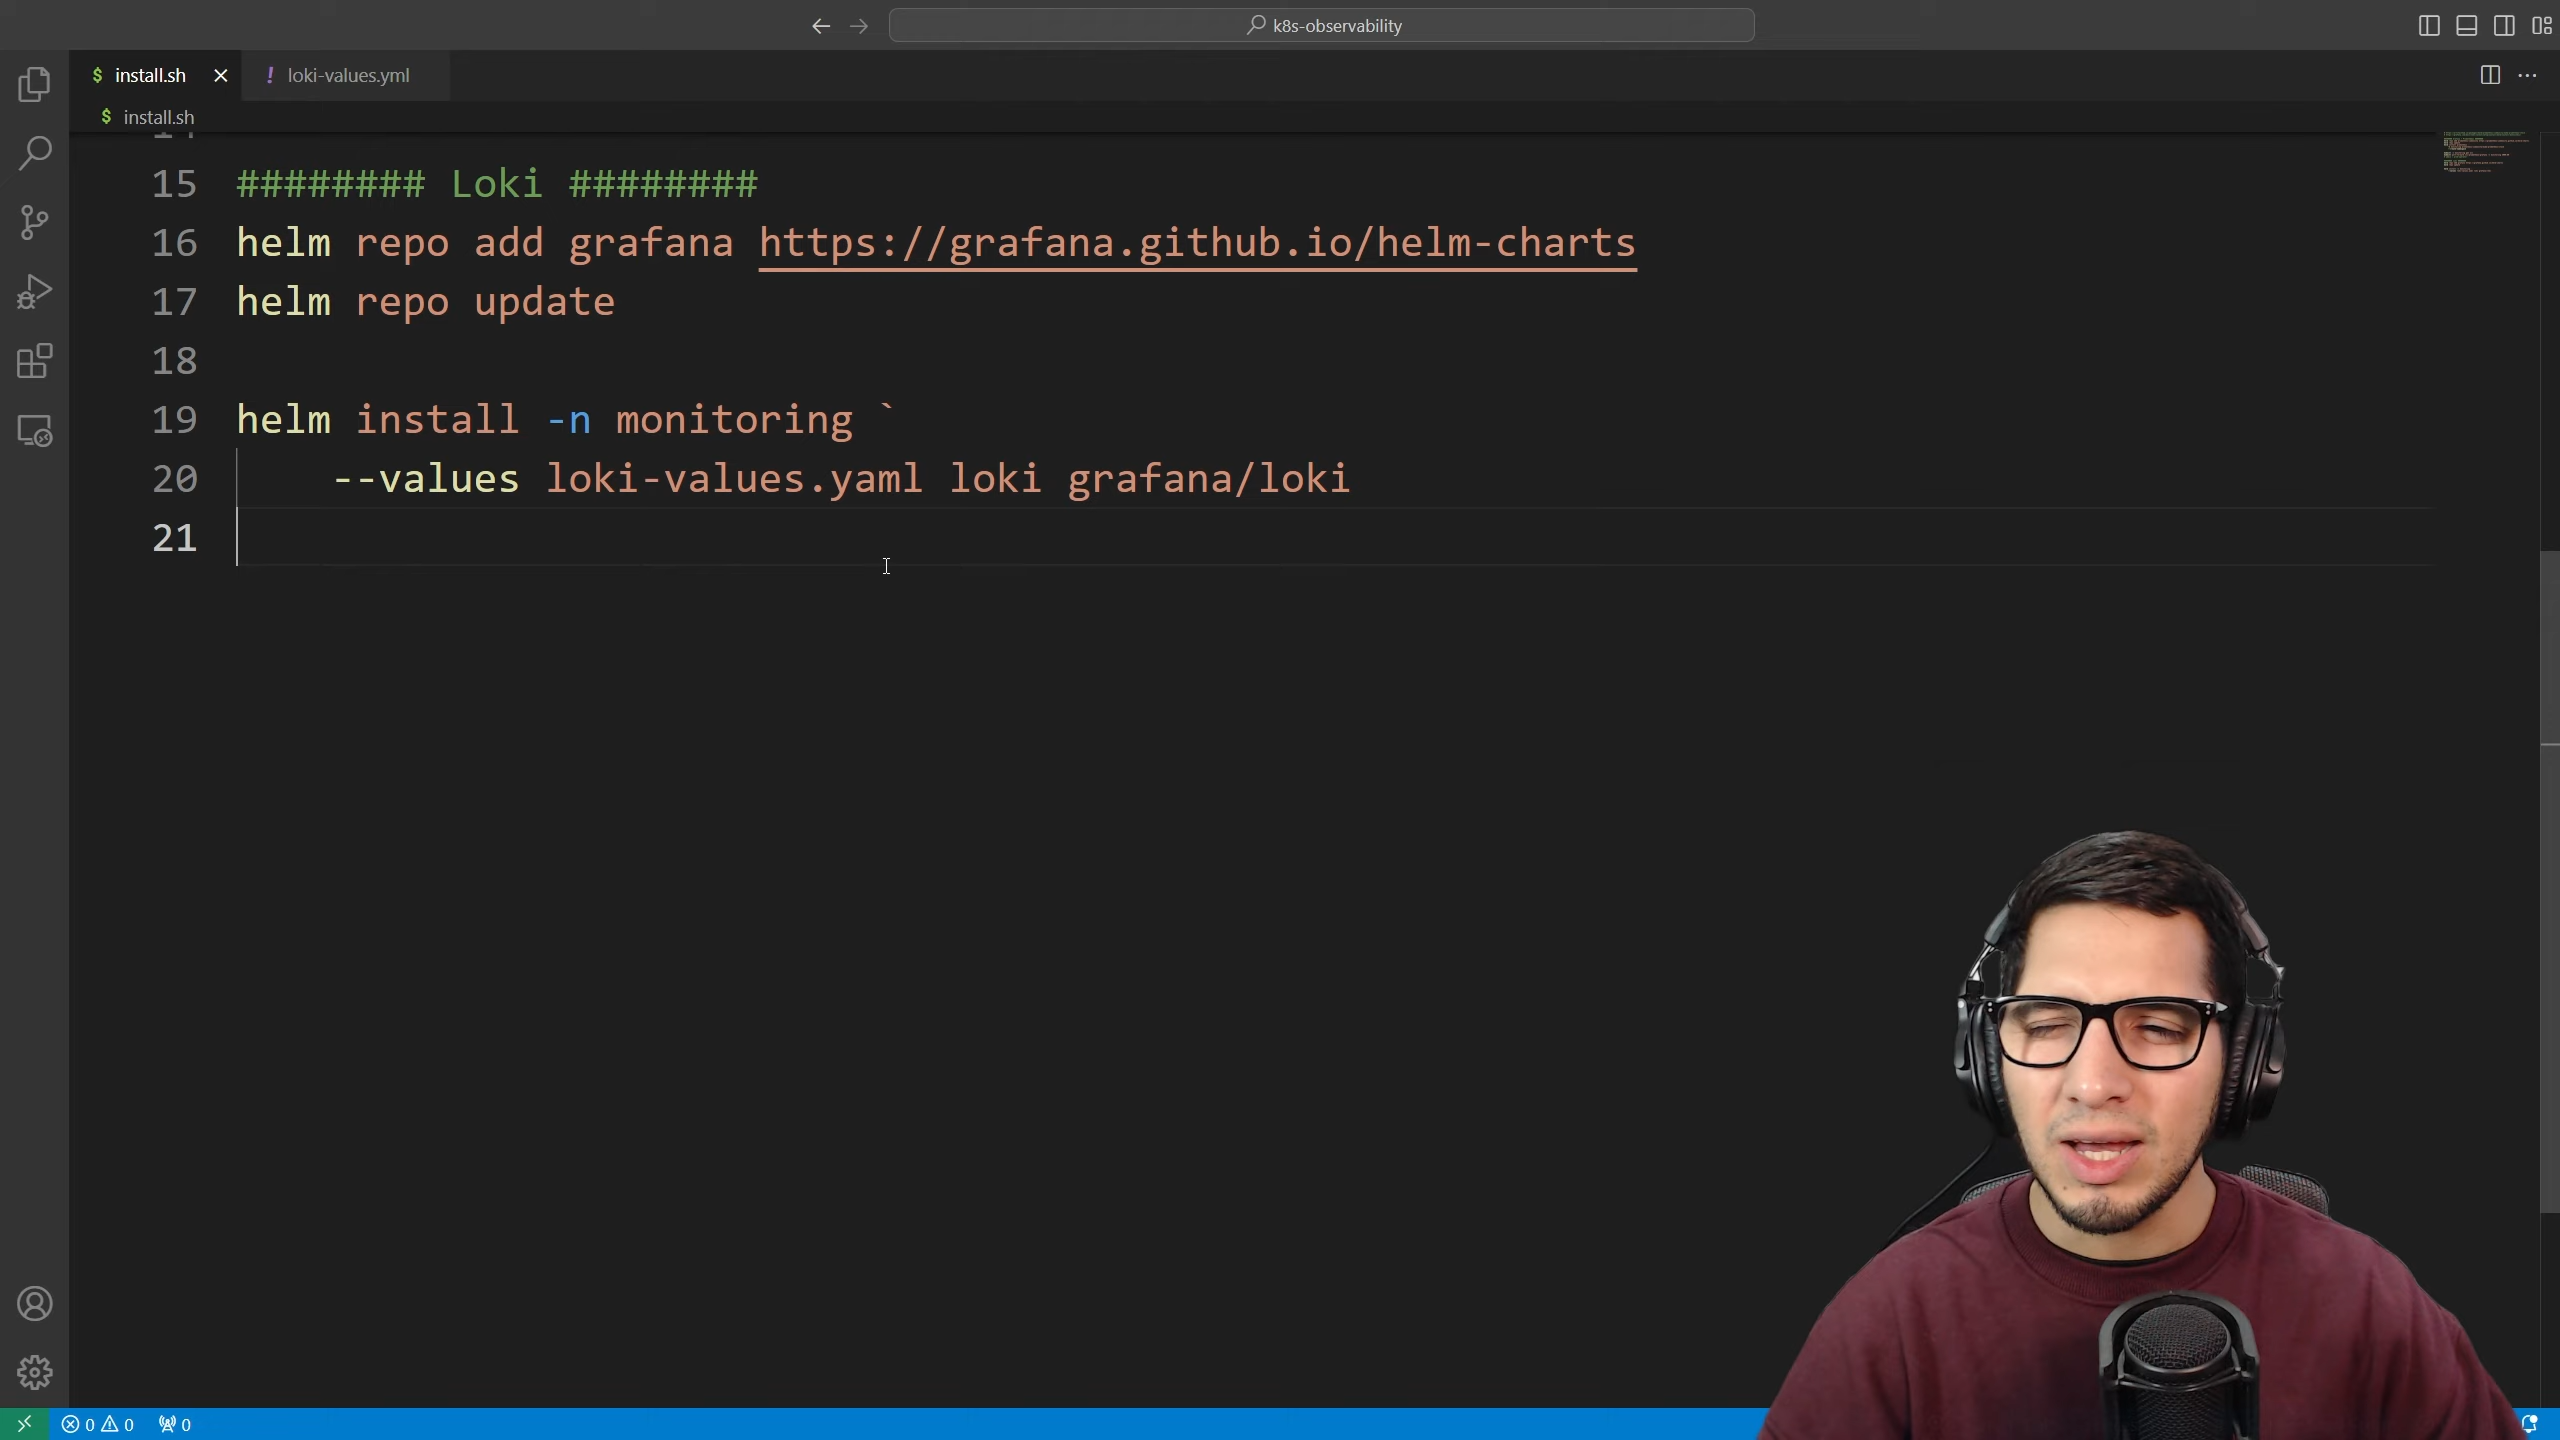 k8s-observability
$ install.sh
! loki-values.yml
$ install.sh
14
15 ######## Loki ########
16 helm repo add grafana https://grafana.github.io/helm-charts
17 helm repo update
18
19 helm install -n monitoring `
20 --values loki-values.yaml loki grafana/loki
21
0 0 0